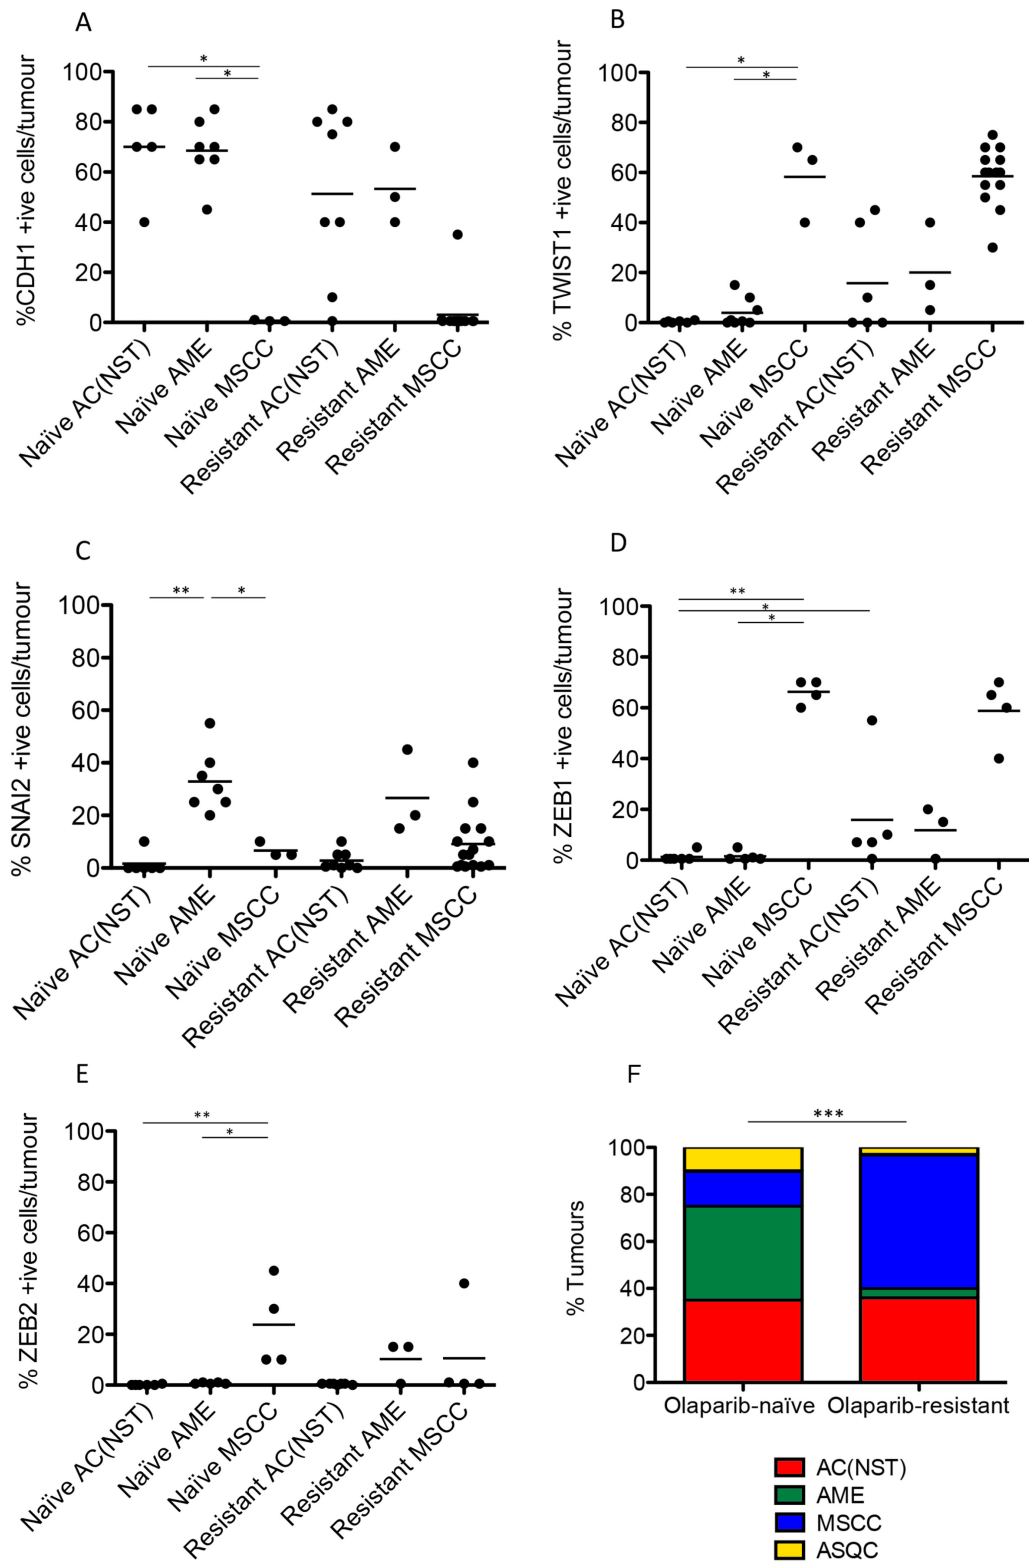 A
%CDH1 +ive cells/tumour
100
80
60
40
20
0
*
*
Naïve AC(NST)
Naïve AME
Naïve MSCC
Resistant AC(NST)
Resistant AME
Resistant MSCC
B
% TWIST1 +ive cells/tumour
100
80
60
40
20
0
*
*
Naïve AC(NST)
Naïve AME
Naïve MSCC
Resistant AC(NST)
Resistant AME
Resistant MSCC
C
% SNAI2 +ive cells/tumour
100
80
60
40
20
0
**
*
Naïve AC(NST)
Naïve AME
Naïve MSCC
Resistant AC(NST)
Resistant AME
Resistant MSCC
D
% ZEB1 +ive cells/tumour
100
80
60
40
20
0
**
*
*
Naïve AC(NST)
Naïve AME
Naïve MSCC
Resistant AC(NST)
Resistant AME
Resistant MSCC
E
% ZEB2 +ive cells/tumour
100
80
60
40
20
0
**
*
Naïve AC(NST)
Naïve AME
Naïve MSCC
Resistant AC(NST)
Resistant AME
Resistant MSCC
F
% Tumours
100
80
60
40
20
0
***
Olaparib-naïve
Olaparib-resistant
AC(NST)
AME
MSCC
ASQC